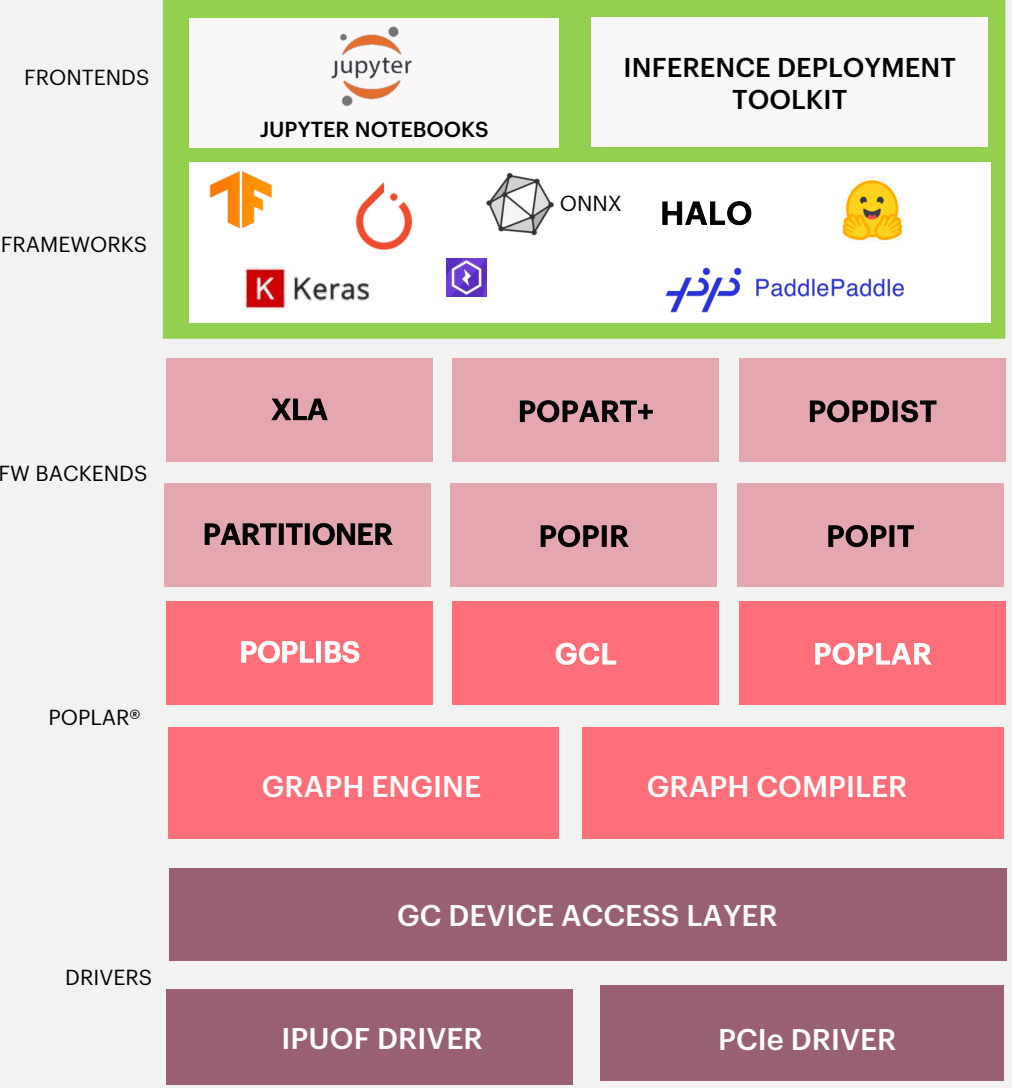 FRONTENDS
jupyter
JUPYTER NOTEBOOKS
INFERENCE DEPLOYMENT
TOOLKIT
FRAMEWORKS
ONNX
HALO
K Keras
PaddlePaddle
FW BACKENDS
XLA
POPART+
POPDIST
PARTITIONER
POPIR
POPIT
POPLAR®
POPLIBS
GCL
POPLAR
GRAPH ENGINE
GRAPH COMPILER
DRIVERS
GC DEVICE ACCESS LAYER
IPUOF DRIVER
PCIe DRIVER